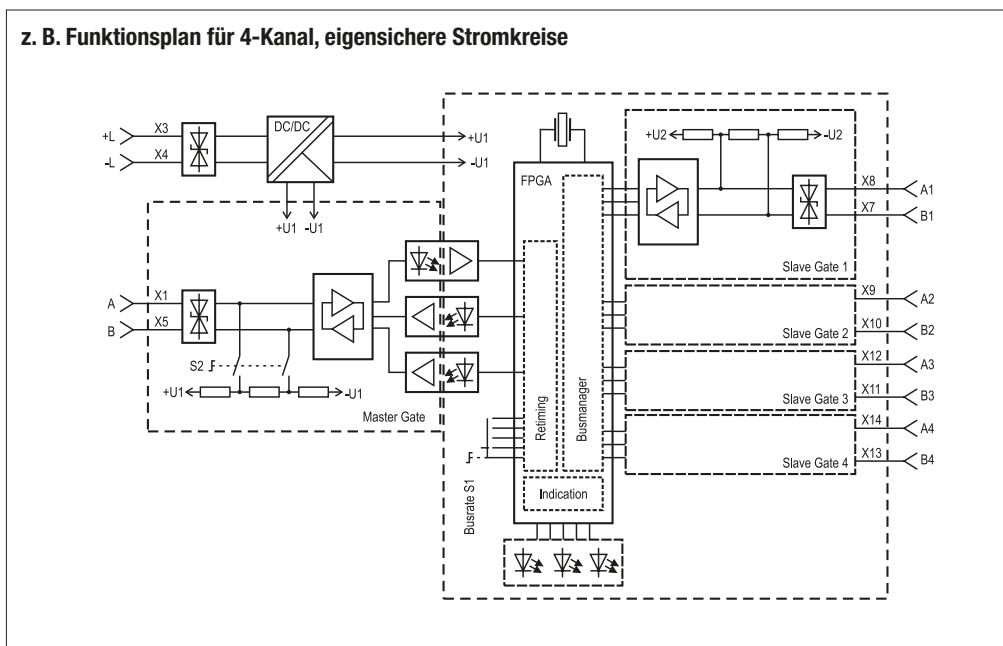 z. B. Funktionsplan für 4-Kanal, eigensichere Stromkreise
+L
X3
DC/DC
+U1
-L
X4
-U1
+U1 -U1
FPGA
+U2
-U2
X8
A1
X7
B1
Slave Gate 1
A
X1
B
X5
S2
+U1
-U1
Master Gate
Busrate S1
Retiming
Busmanager
Indication
X9
A2
Slave Gate 2
X10
B2
X12
A3
Slave Gate 3
X11
B3
X14
A4
Slave Gate 4
X13
B4